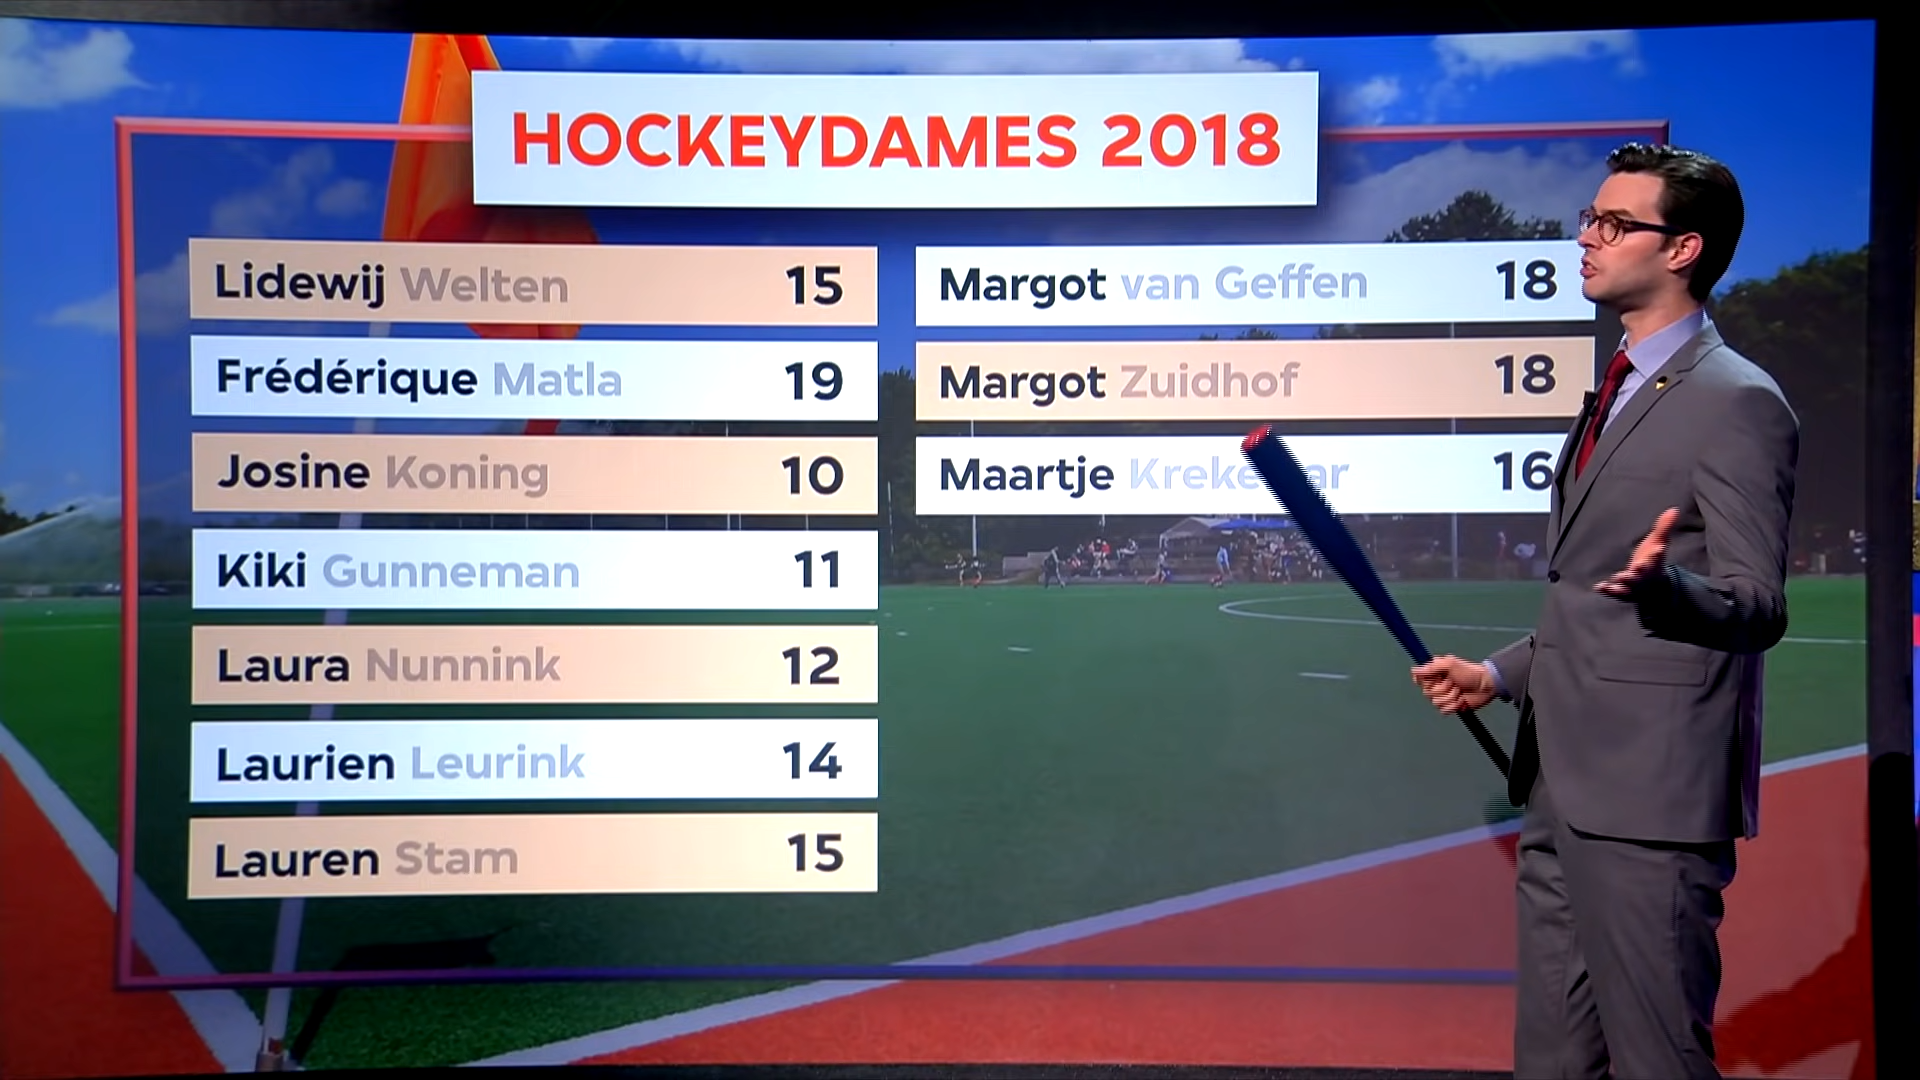 HOCKEYDAMES 2018
Lidewij Welten 15
Frédérique Matla 19
Josine Koning 10
Kiki Gunneman 11
Laura Nunnink 12
Laurien Leurink 14
Lauren Stam 15
Margot van Geffen 18
Margot Zuidhof 18
Maartje 16